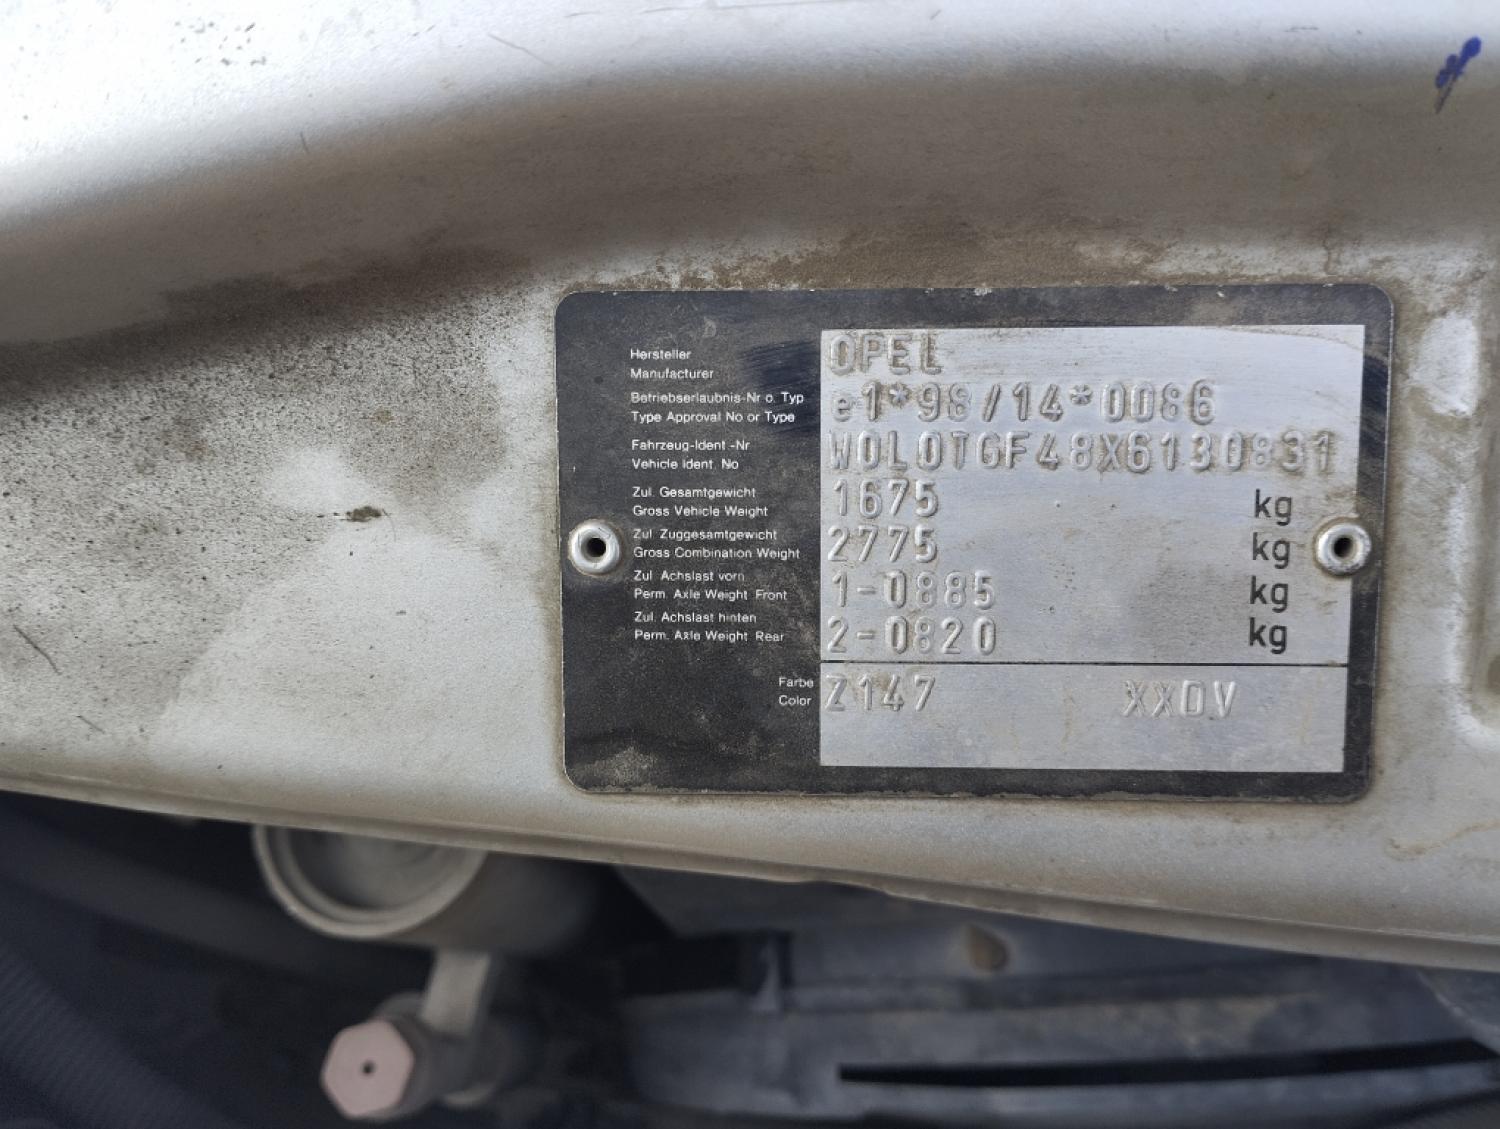 Hersteller
Manufacturer
OPEL
Betriebserlaubnis-Nr o. Typ
Type Approval No or Type
e1*98/14*0086
Fahrzeug-Ident.-Nr
Vehicle Ident. No
W0L0TGF48X6130831
Zul. Gesamtgewicht
Gross Vehicle Weight
1675 kg
Zul. Zuggesamtgewicht
Gross Combination Weight
2775 kg
Zul. Achslast vorn
Perm. Axle Weight Front
1-0885 kg
Zul. Achslast hinten
Perm. Axle Weight Rear
2-0820 kg
Farbe
Color
Z147 XXDV